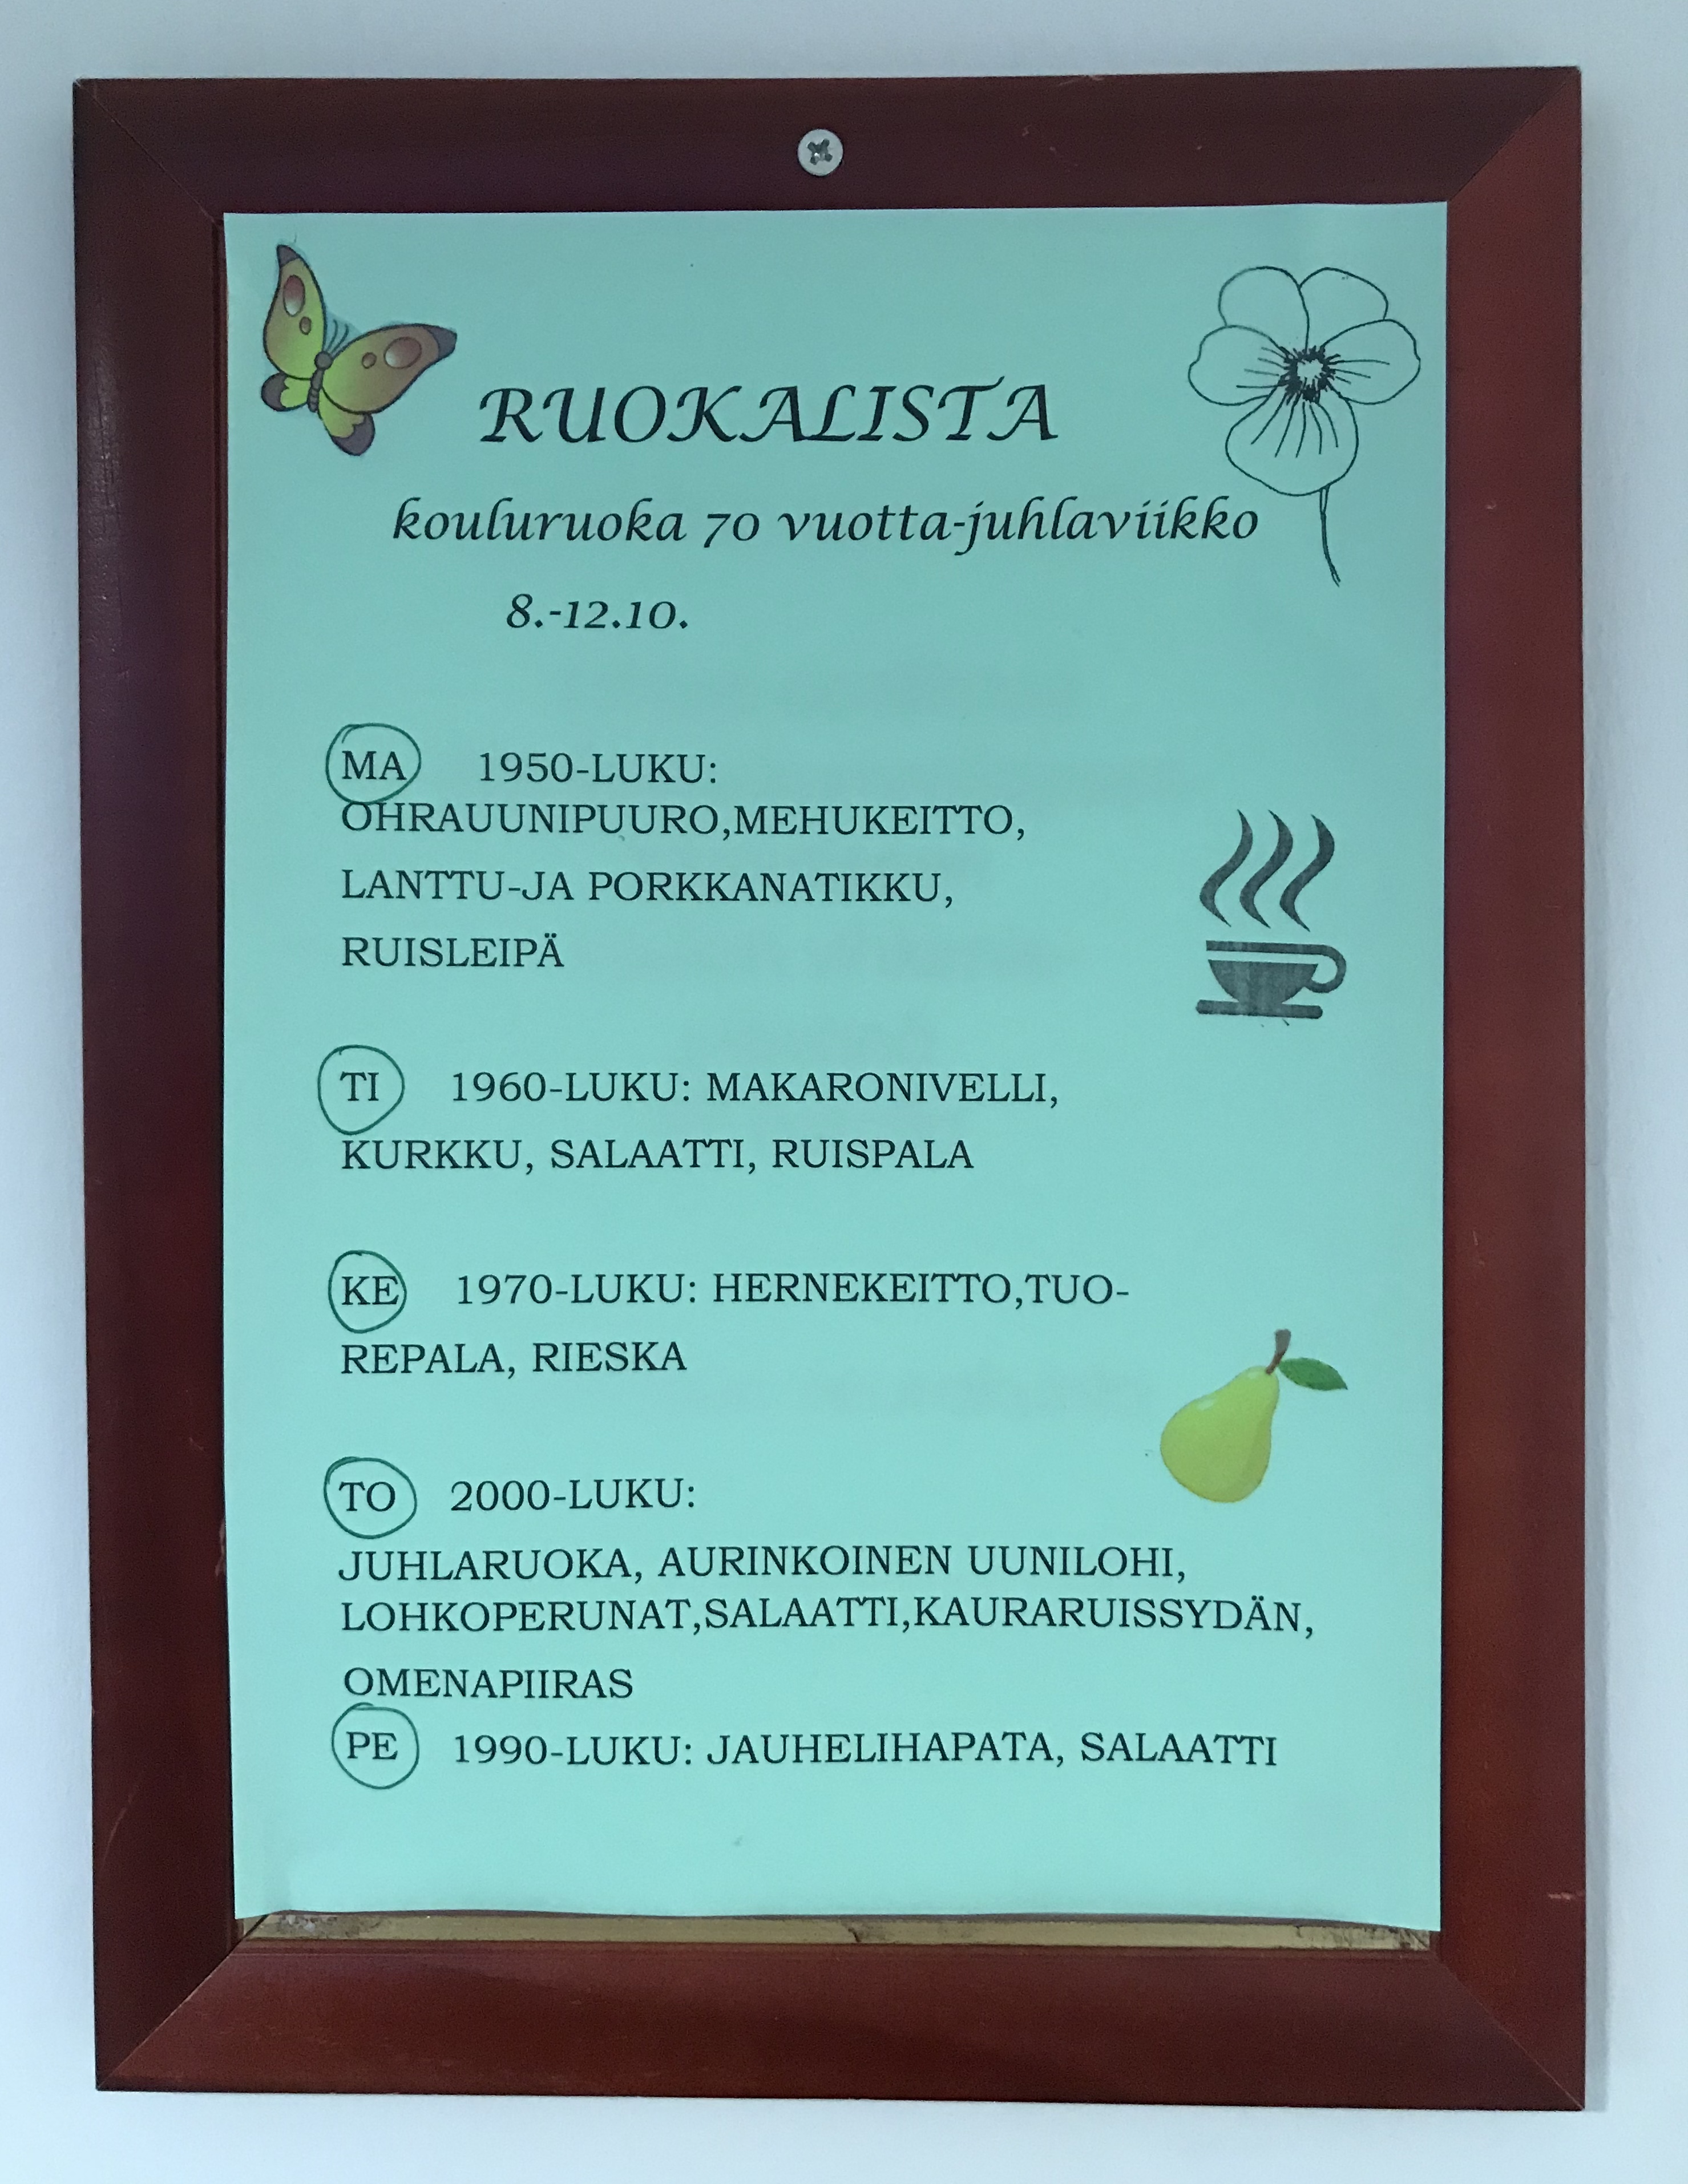 RUOKALISTA
kouluruoka 70 vuotta-juhlaviikko
8.-12.10.
MA 1950-LUKU:
OHRAUUNIPUURO,MEHUKEITTO,
LANTTU-JA PORKKANATIKKU,
RUISLEIPÄ
TI 1960-LUKU: MAKARONIVELLI,
KURKKU, SALAATTI, RUISPALA
KE 1970-LUKU: HERNEKEITTO,TUO-
REPALA, RIESKA
TO 2000-LUKU:
JUHLARUOKA, AURINKOINEN UUNILOHI,
LOHKOPERUNAT,SALAATTI,KAURARUISSYDÄN,
OMENAPIIRAS
PE 1990-LUKU: JAUHELIHAPATA, SALAATTI